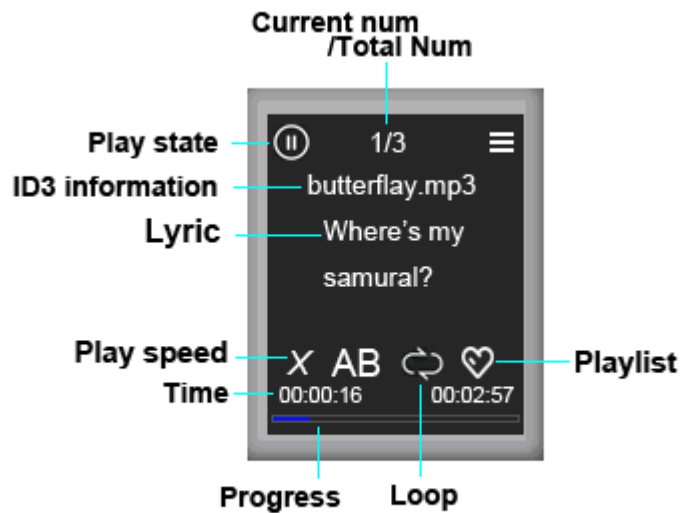 Current num
/Total Num
Play state
1/3
ID3 information
butterflay.mp3
Lyric
Where's my
samural?
Play speed
X AB
Playlist
Time
00:00:16 00:02:57
Progress
Loop